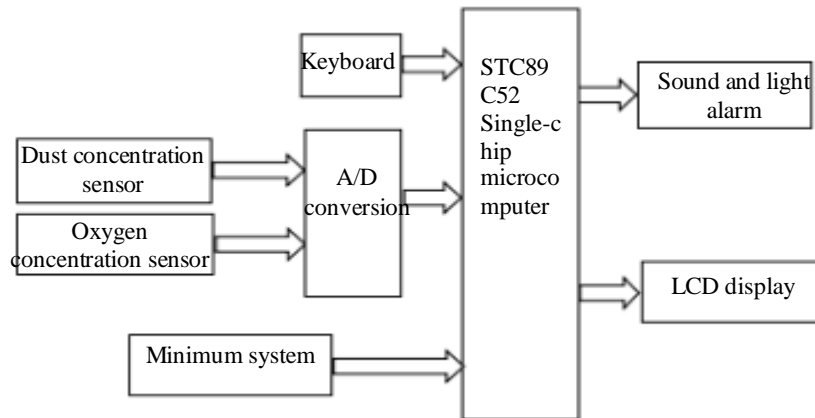 Keyboard
STC89
C52
Single-c
hip
microco
mputer
Sound and light
alarm
Dust concentration
sensor
A/D
conversion
Oxygen
concentration sensor
LCD display
Minimum system